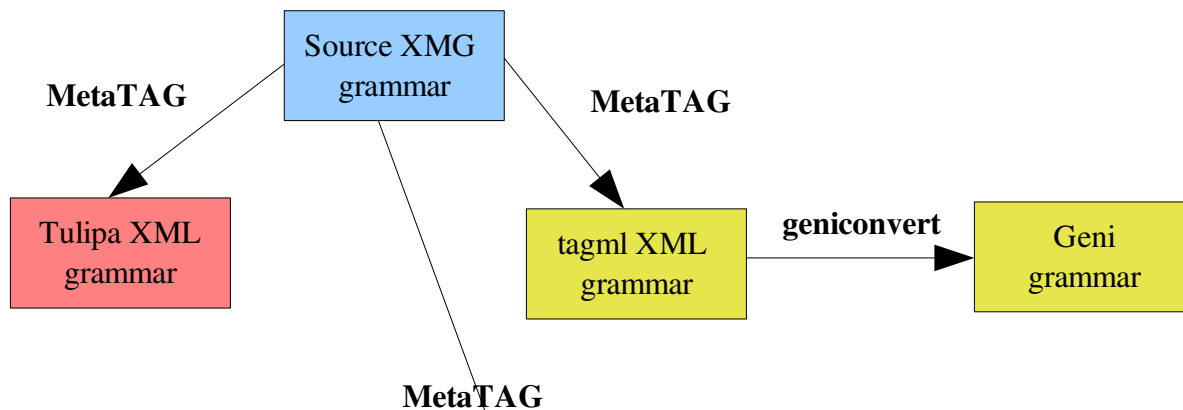 Source XMG
grammar
MetaTAG
MetaTAG
Tulipa XML
grammar
tagml XML
grammar
geniconvert
Geni
grammar
MetaTAG